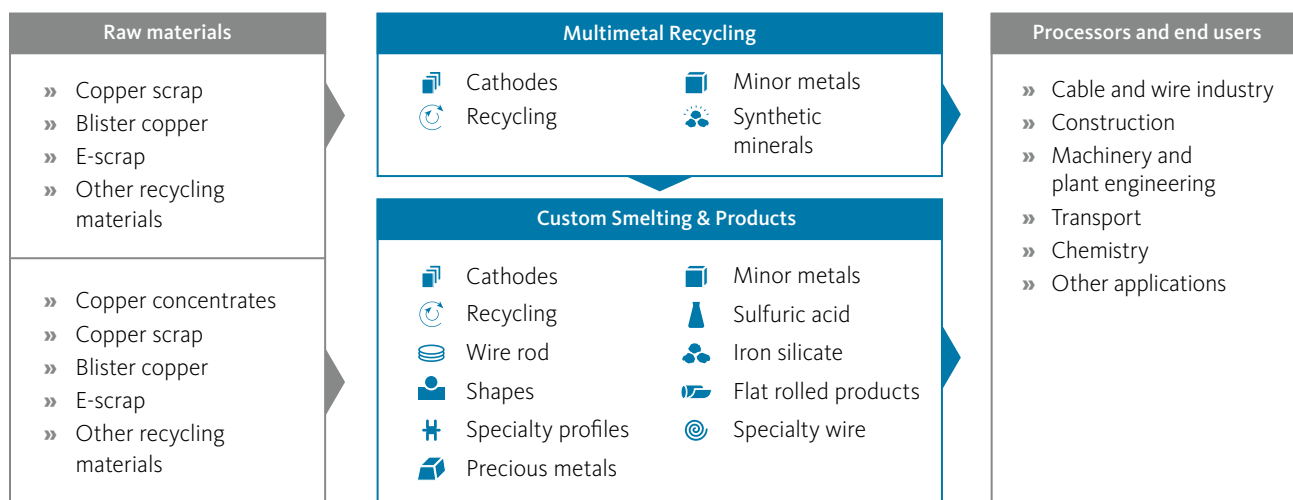 Raw materials
» Copper scrap
» Blister copper
» E-scrap
» Other recycling
materials
» Copper concentrates
» Copper scrap
» Blister copper
» E-scrap
» Other recycling
materials
Multimetal Recycling
Cathodes
Recycling
Minor metals
Synthetic
minerals
Custom Smelting & Products
Cathodes
Recycling
Wire rod
Shapes
Specialty profiles
Precious metals
Minor metals
Sulfuric acid
Iron silicate
Flat rolled products
Specialty wire
Processors and end users
» Cable and wire industry
» Construction
» Machinery and
plant engineering
» Transport
» Chemistry
» Other applications